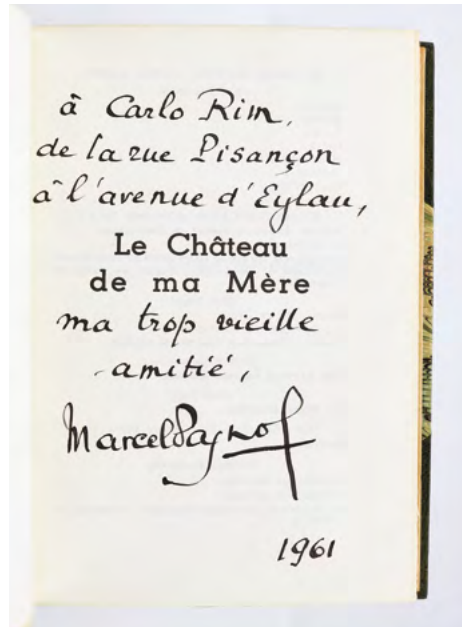 à Carlo Rim,
de la rue Pisançon
à l'avenue d'Eylau,
Le Château
de ma Mère
ma trop vieille
amitié,
Marcel Pagnol
1961